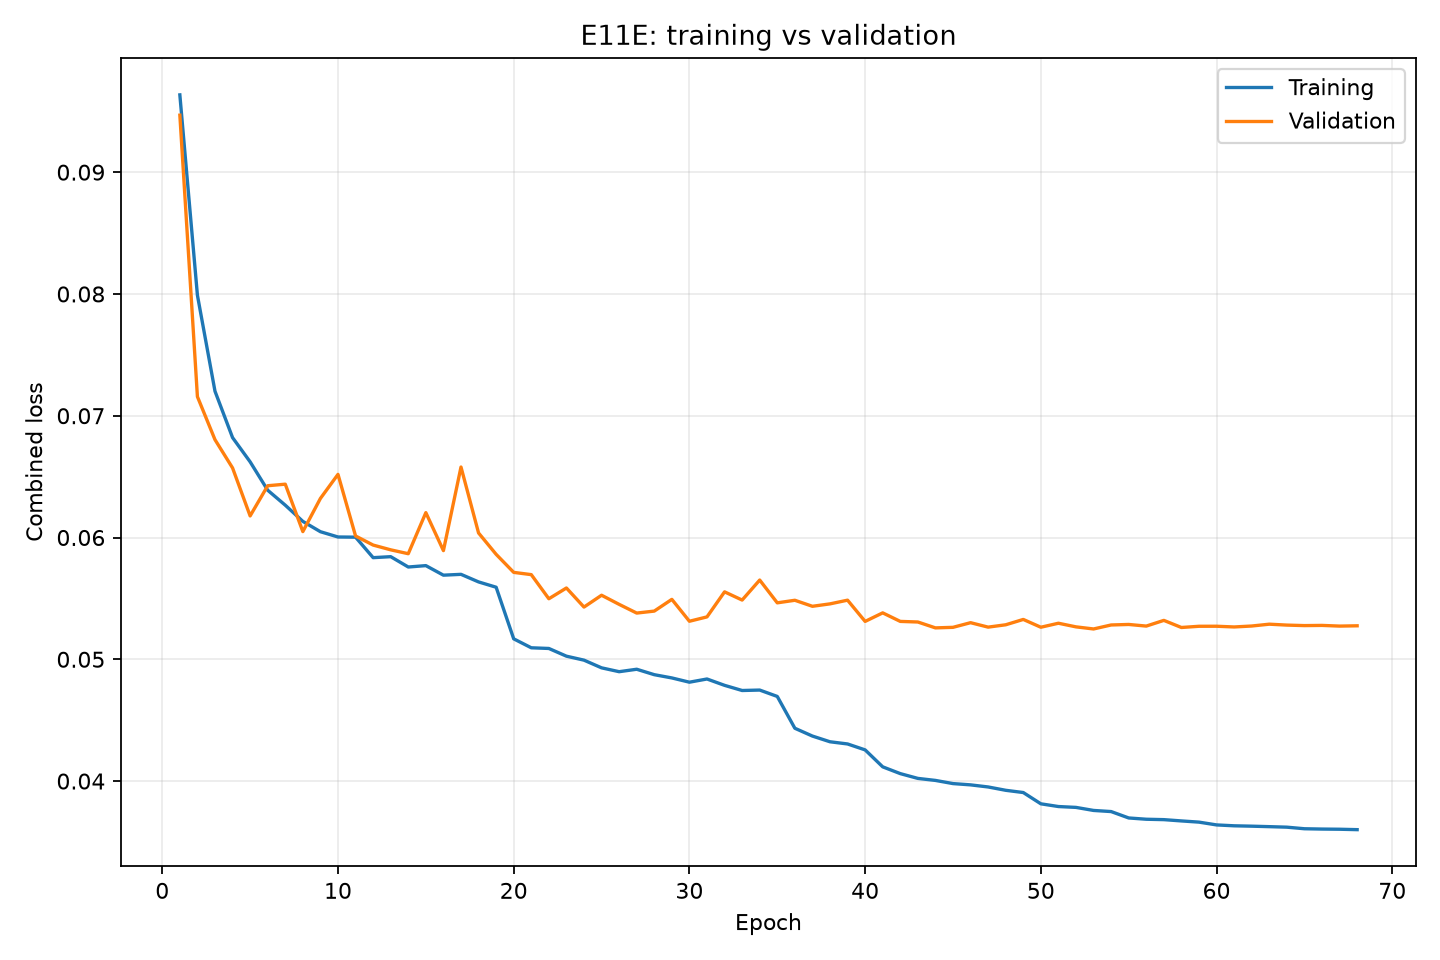 E11E: training vs validation
Training
Validation
Combined loss
0.09
0.08
0.07
0.06
0.05
0.04
0 10 20 30 40 50 60 70
Epoch